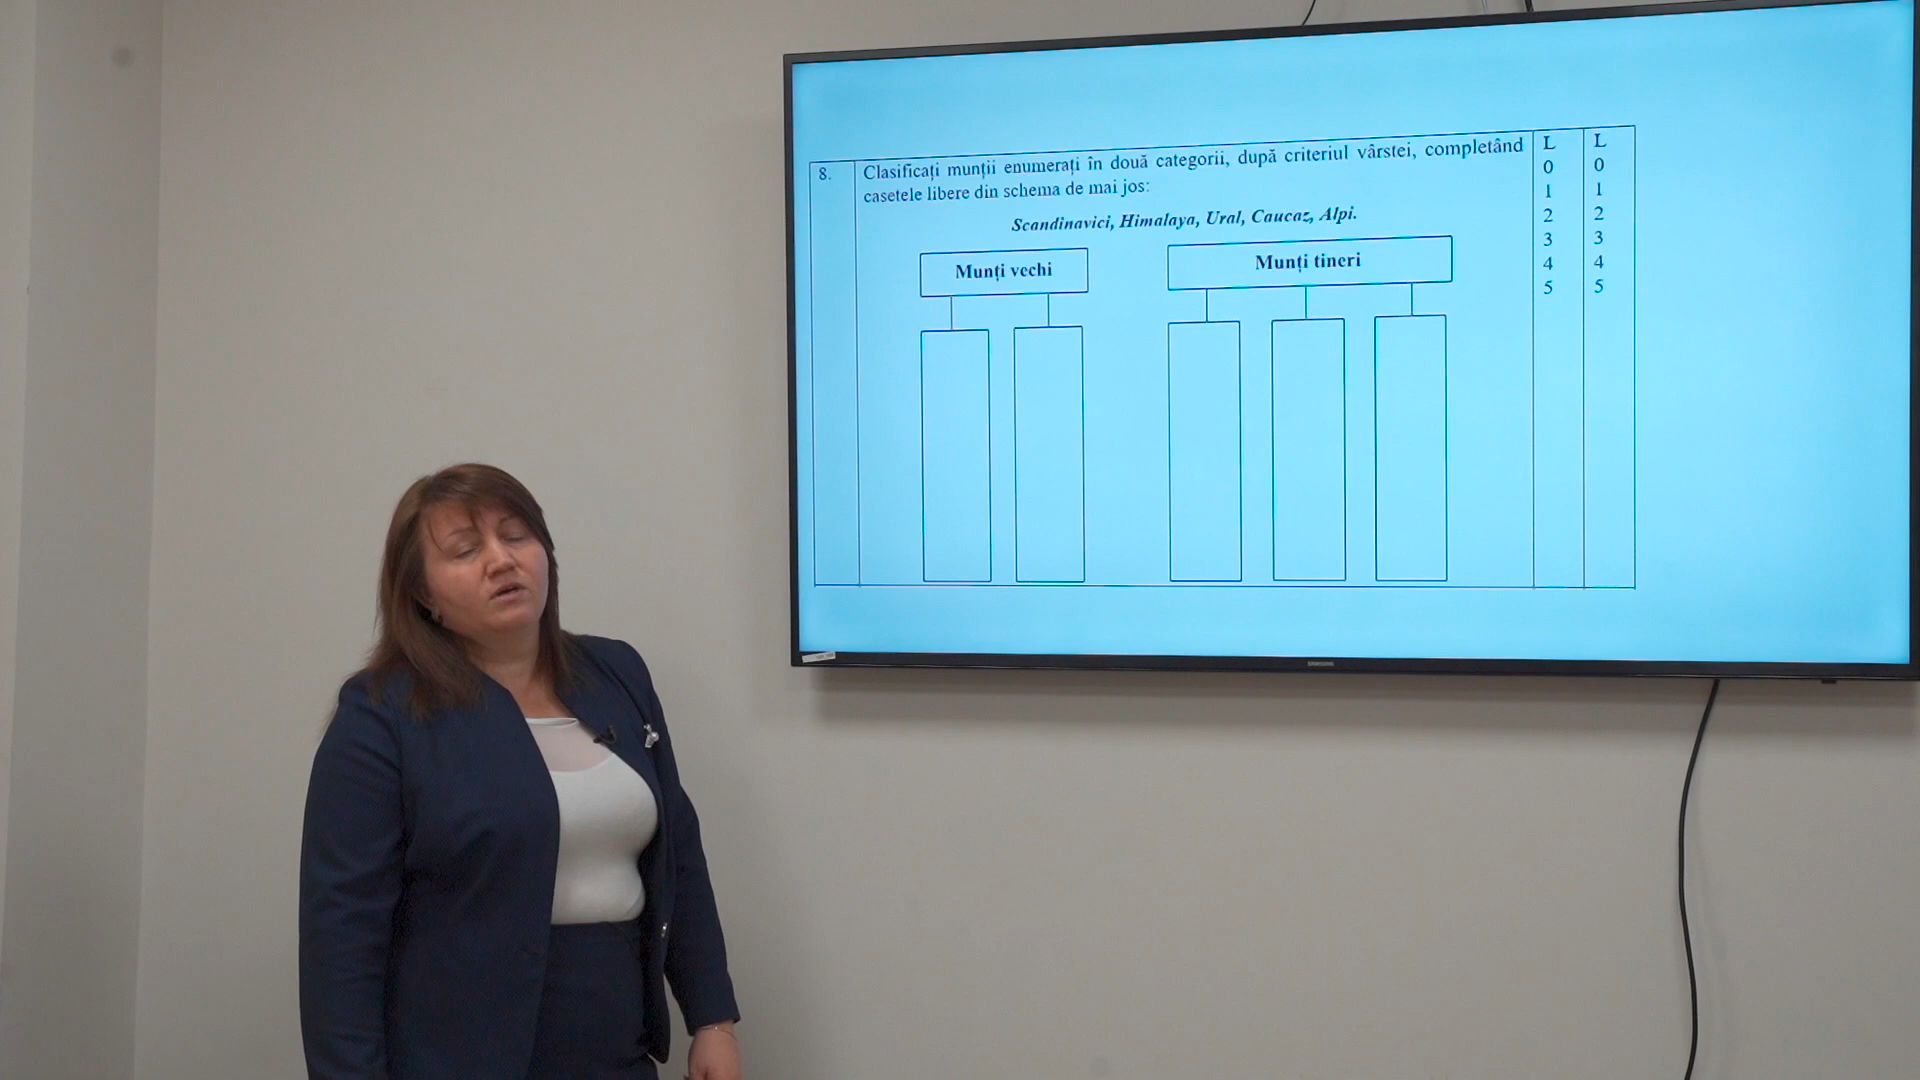 8.
Clasificați munții enumerați în două categorii, după criteriul vârstei, completând
casetele libere din schema de mai jos:
Scandinavici, Himalaya, Ural, Caucaz, Alpi.
Munți vechi
Munți tineri
L
0
1
2
3
4
5
L
0
1
2
3
4
5
SAMSUNG